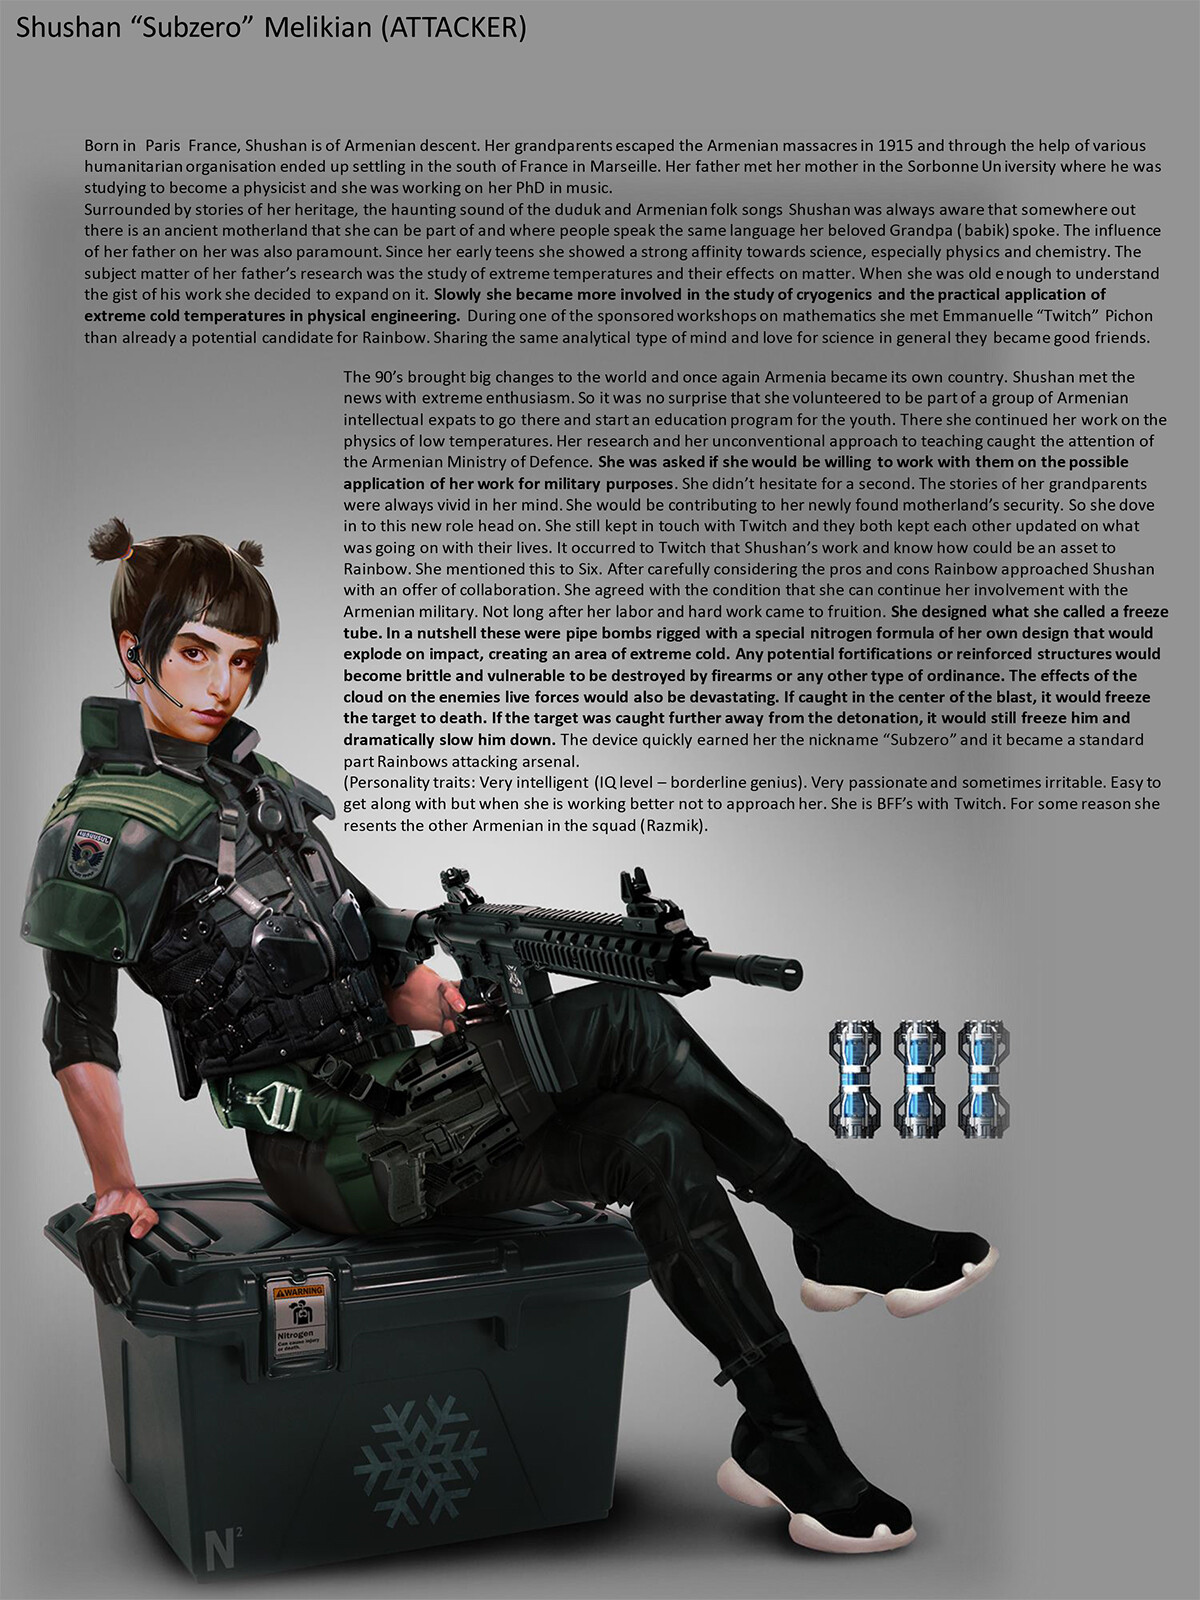 Shushan “Subzero” Melikian (ATTACKER)
Born in Paris France, Shushan is of Armenian descent. Her grandparents escaped the Armenian massacres in 1915 and through the help of various
humanitarian organisation ended up settling in the south of France in Marseille. Her father met her mother in the Sorbonne University where he was
studying to become a physicist and she was working on her PhD in music.
Surrounded by stories of her heritage, the haunting sound of the duduk and Armenian folk songs Shushan was always aware that somewhere out
there is an ancient motherland that she can be part of and where people speak the same language her beloved Grandpa (babik) spoke. The influence
of her father on her was also paramount. Since her early teens she showed a strong affinity towards science, especially physics and chemistry. The
subject matter of her father’s research was the study of extreme temperatures and their effects on matter. When she was old enough to understand
the gist of his work she decided to expand on it. Slowly she became more involved in the study of cryogenics and the practical application of
extreme cold temperatures in physical engineering. During one of the sponsored workshops on mathematics she met Emmanuelle “Twitch” Pichon
than already a potential candidate for Rainbow. Sharing the same analytical type of mind and love for science in general they became good friends.
The 90’s brought big changes to the world and once again Armenia became its own country. Shushan met the
news with extreme enthusiasm. So it was no surprise that she volunteered to be part of a group of Armenian
intellectual expats to go there and start an education program for the youth. There she continued her work on the
physics of low temperatures. Her research and her unconventional approach to teaching caught the attention of
the Armenian Ministry of Defence. She was asked if she would be willing to work with them on the possible
application of her work for military purposes. She didn’t hesitate for a second. The stories of her grandparents
were always vivid in her mind. She would be contributing to her newly found motherland’s security. So she dove
in to this new role head on. She still kept in touch with Twitch and they both kept each other updated on what
was going on with their lives. It occurred to Twitch that Shushan’s work and know how could be an asset to
Rainbow. She mentioned this to Six. After carefully considering the pros and cons Rainbow approached Shushan
with an offer of collaboration. She agreed with the condition that she can continue her involvement with the
Armenian military. Not long after her labor and hard work came to fruition. She designed what she called a freeze
tube. In a nutshell these were pipe bombs rigged with a special nitrogen formula of her own design that would
explode on impact, creating an area of extreme cold. Any potential fortifications or reinforced structures would
become brittle and vulnerable to be destroyed by firearms or any other type of ordinance. The effects of the
cloud on the enemies live forces would also be devastating. If caught in the center of the blast, it would freeze
the target to death. If the target was caught further away from the detonation, it would still freeze him and
dramatically slow him down. The device quickly earned her the nickname “Subzero” and it became a standard
part Rainbows attacking arsenal.
(Personality traits: Very intelligent (IQ level – borderline genius). Very passionate and sometimes irritable. Easy to
get along with but when she is working better not to approach her. She is BFF’s with Twitch. For some reason she
resents the other Armenian in the squad (Razmik).
WARNING
Nitrogen
Can cause injury
or death.
N²